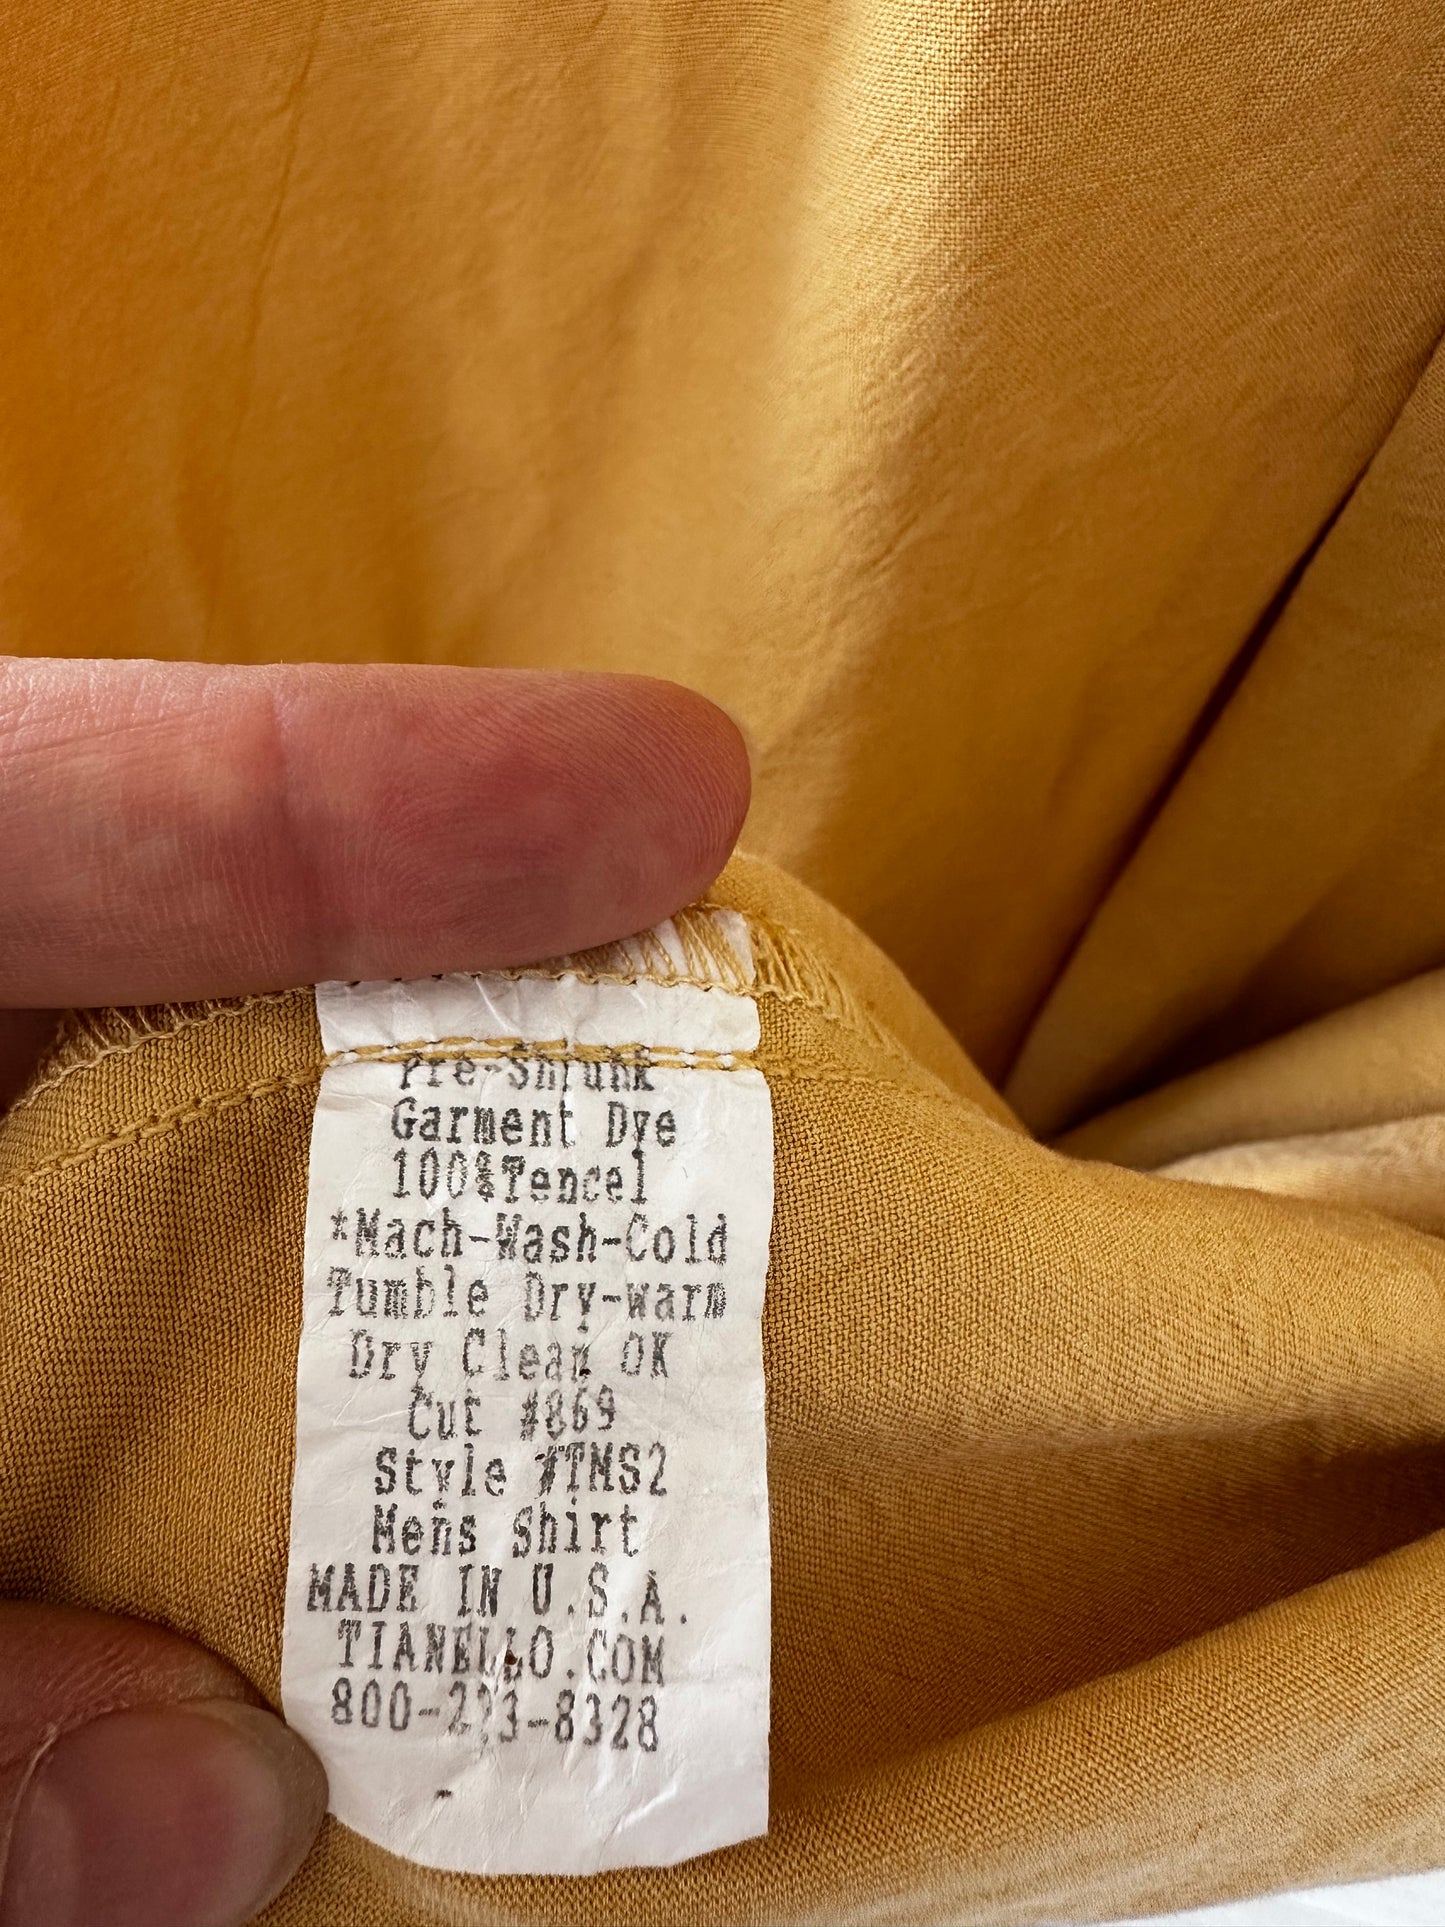 Pre-Shrunk
Garment Dye
100%Tencel
*Mach-Wash-Cold
Tumble Dry-warm
Dry Clean OK
Cut #869
Style #TMS2
Mens Shirt
MADE IN U.S.A.
TIANELLO.COM